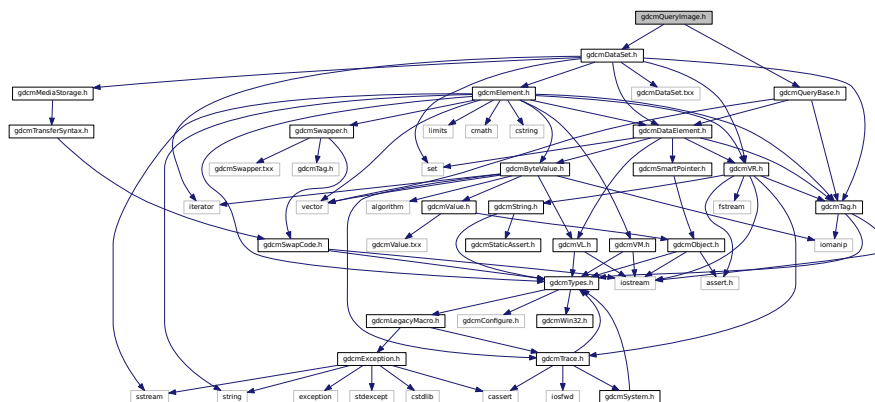 gdcmQueryImage.h
gdcmDataSet.h
gdcmMediaStorage.h
gdcmElement.h
gdcmDataSet.txx
gdcmQueryBase.h
gdcmTransferSyntax.h
gdcmSwapper.h
limits
cmath
cstring
gdcmDataElement.h
gdcmSwapper.txx
gdcmTag.h
set
gdcmByteValue.h
gdcmSmartPointer.h
gdcmVR.h
iterator
vector
algorithm
gdcmValue.h
gdcmString.h
fstream
gdcmTag.h
gdcmSwapCode.h
gdcmValue.txx
gdcmStaticAssert.h
gdcmVL.h
gdcmVM.h
gdcmObject.h
iomanip
gdcmTypes.h
iostream
assert.h
gdcmLegacyMacro.h
gdcmConfigure.h
gdcmWin32.h
gdcmException.h
gdcmTrace.h
sstream
string
exception
stdexcept
cstdlib
cassert
iosfwd
gdcmSystem.h